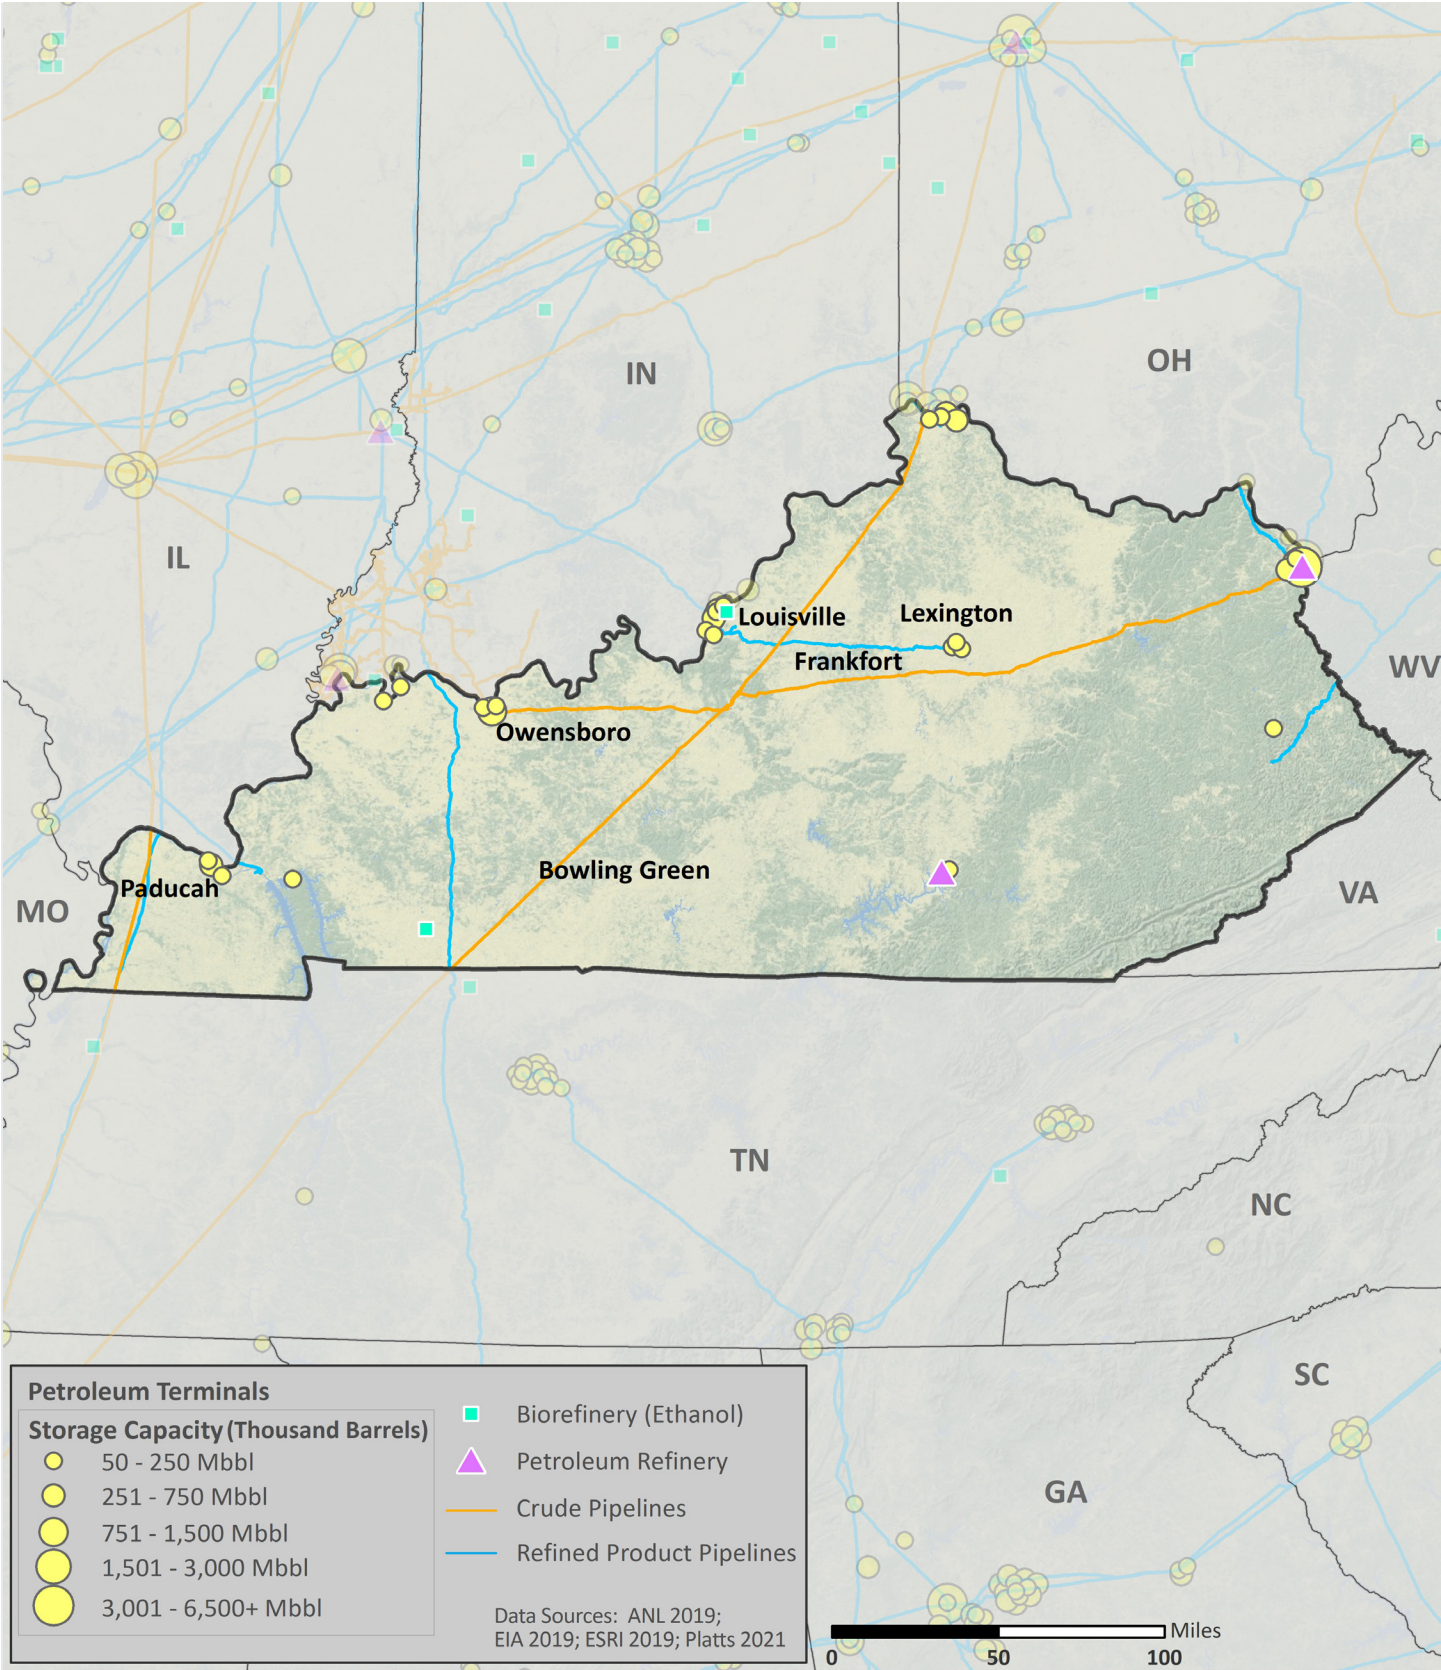 IN
OH
IL
Louisville
Lexington
Frankfort
WV
Owensboro
Bowling Green
Paducah
MO
VA
TN
NC
SC
GA
Petroleum Terminals
Storage Capacity (Thousand Barrels)
50 - 250 Mbbl
251 - 750 Mbbl
751 - 1,500 Mbbl
1,501 - 3,000 Mbbl
3,001 - 6,500+ Mbbl
Biorefinery (Ethanol)
Petroleum Refinery
Crude Pipelines
Refined Product Pipelines
Data Sources: ANL 2019;
EIA 2019; ESRI 2019; Platts 2021
Miles
0 50 100